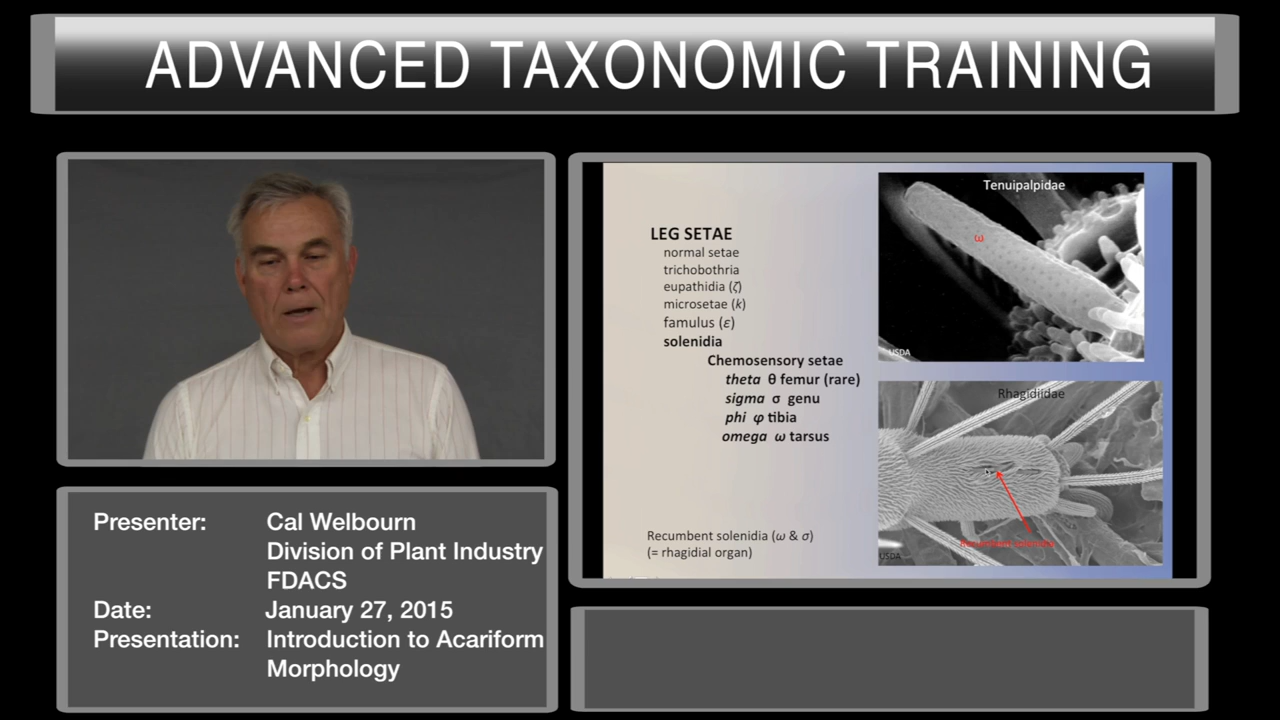 ADVANCED TAXONOMIC TRAINING
LEG SETAE
normal setae
trichobothria
eupathidia (ζ)
microsetae (k)
famulus (ε)
solenidia
Chemosensory setae
theta θ femur (rare)
sigma σ genu
phi φ tibia
omega ω tarsus
Recumbent solenidia (ω & σ)
(= rhagidial organ)
Tenuipalpidae
ω
USDA
Rhagidiidae
Recumbent solenidia
USDA
Presenter: Cal Welbourn
Division of Plant Industry
FDACS
Date: January 27, 2015
Presentation: Introduction to Acariform
Morphology